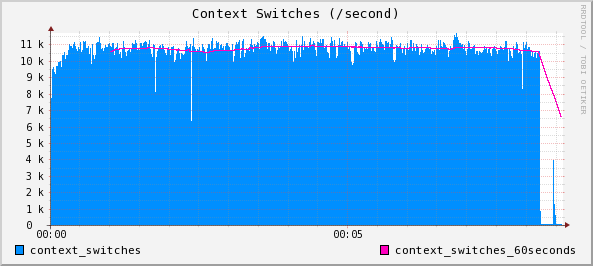 Context Switches (/second)
RRDTOOL / TOBI OETIKER
11 k
10 k
9 k
8 k
7 k
6 k
5 k
4 k
3 k
2 k
1 k
0
00:00 00:05
context_switches context_switches_60seconds